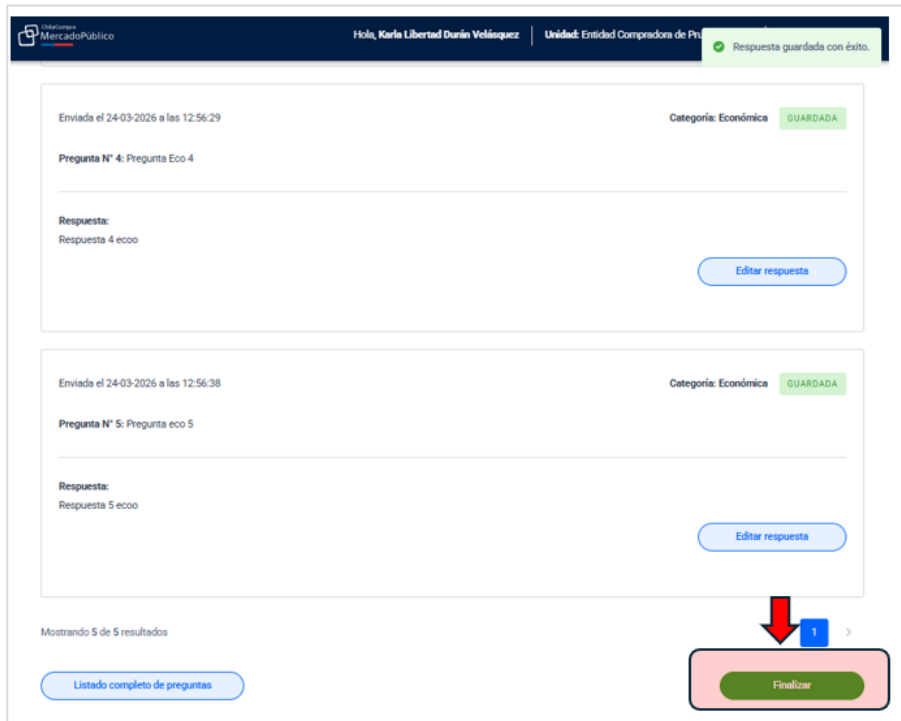 ChileCompra
MercadoPúblico
Hola, Karla Libertad Durán Velásquez
Unidad: Entidad Compradora de Pru
Respuesta guardada con éxito.
Enviada el 24-03-2026 a las 12:56:29
Categoría: Económica
GUARDADA
Pregunta N° 4: Pregunta Eco 4
Respuesta:
Respuesta 4 ecoo
Editar respuesta
Enviada el 24-03-2026 a las 12:56:38
Categoría: Económica
GUARDADA
Pregunta N° 5: Pregunta eco 5
Respuesta:
Respuesta 5 ecoo
Editar respuesta
Mostrando 5 de 5 resultados
1
Listado completo de preguntas
Finalizar